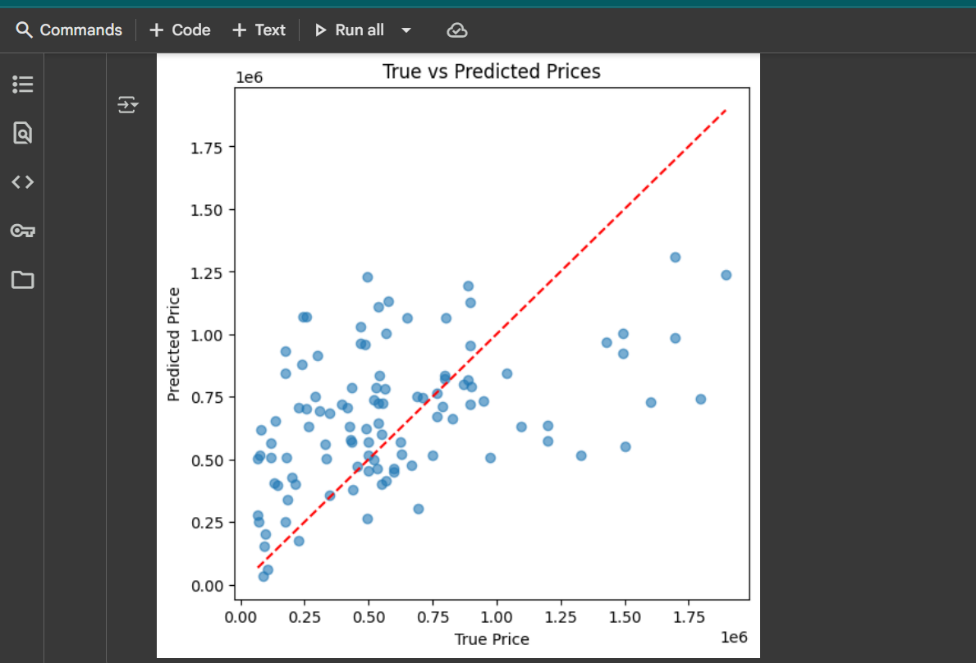 Commands + Code + Text Run all
True vs Predicted Prices
1e6
1.75
1.50
1.25
1.00
0.75
0.50
0.25
0.00
Predicted Price
0.00 0.25 0.50 0.75 1.00 1.25 1.50 1.75
True Price
1e6